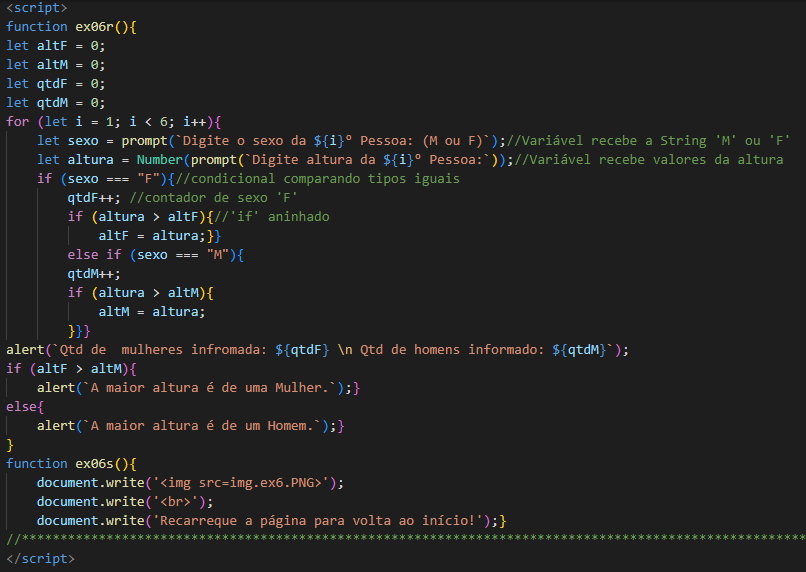 <script>
function ex06r(){
let altF = 0;
let altM = 0;
let qtdF = 0;
let qtdM = 0;
for (let i = 1; i < 6; i++){
    let sexo = prompt(`Digite o sexo da ${i}º Pessoa: (M ou F)`);//Variável recebe a String 'M' ou 'F'
    let altura = Number(prompt(`Digite altura da ${i}º Pessoa:`));//Variável recebe valores da altura
    if (sexo === "F"){//condicional comparando tipos iguais
        qtdF++; //contador de sexo 'F'
        if (altura > altF){//'if' aninhado
            altF = altura;}}
        else if (sexo === "M"){
        qtdM++;
        if (altura > altM){
            altM = altura;
        }}}
alert(`Qtd de  mulheres infromada: ${qtdF} \n Qtd de homens informado: ${qtdM}`);
if (altF > altM){
    alert(`A maior altura é de uma Mulher.`);}
else{
    alert(`A maior altura é de um Homem.`);}
}
function ex06s(){
    document.write('<img src=img.ex6.PNG>');
    document.write('<br>');
    document.write('Recarreque a página para volta ao início!');}
//******************************************************************************************************
</script>